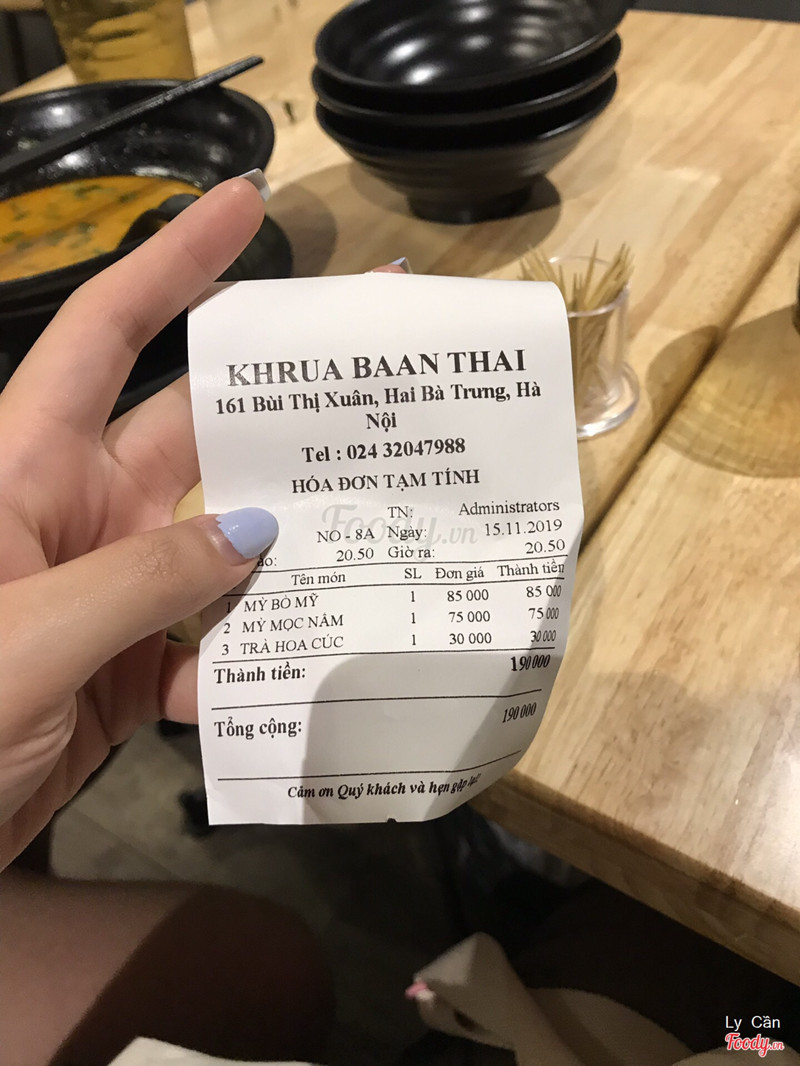 KHRUA BAAN THAI
161 Bùi Thị Xuân, Hai Bà Trưng, Hà
Nội
Tel : 024 32047988
HÓA ĐƠN TẠM TÍNH
TN: Administrators
NO - 8A Ngày: 15.11.2019
20.50 Giờ ra: 20.50
Tên món SL Đơn giá Thành tiền
1 MỲ BÒ MỸ 1 85 000 85 000
2 MỲ MỌC NẤM 1 75 000 75 000
3 TRÀ HOA CÚC 1 30 000 30 000
Thành tiền: 190 000
Tổng cộng: 190 000
Cảm ơn Quý khách và hẹn gặp lại!
Foody.vn
Ly Cần
Foody.vn